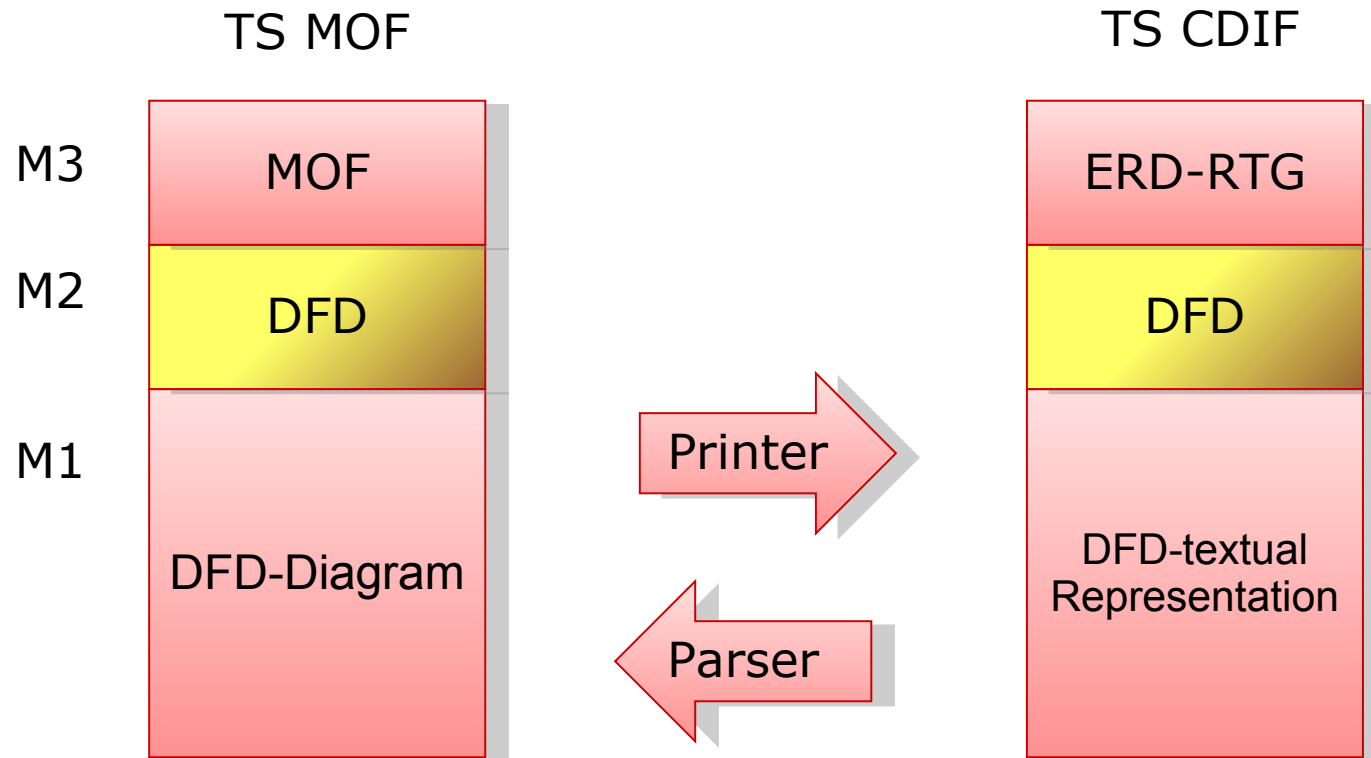 TS MOF
TS CDIF
M3
MOF
ERD-RTG
M2
DFD
DFD
M1
Printer
DFD-Diagram
DFD-textual
Representation
Parser